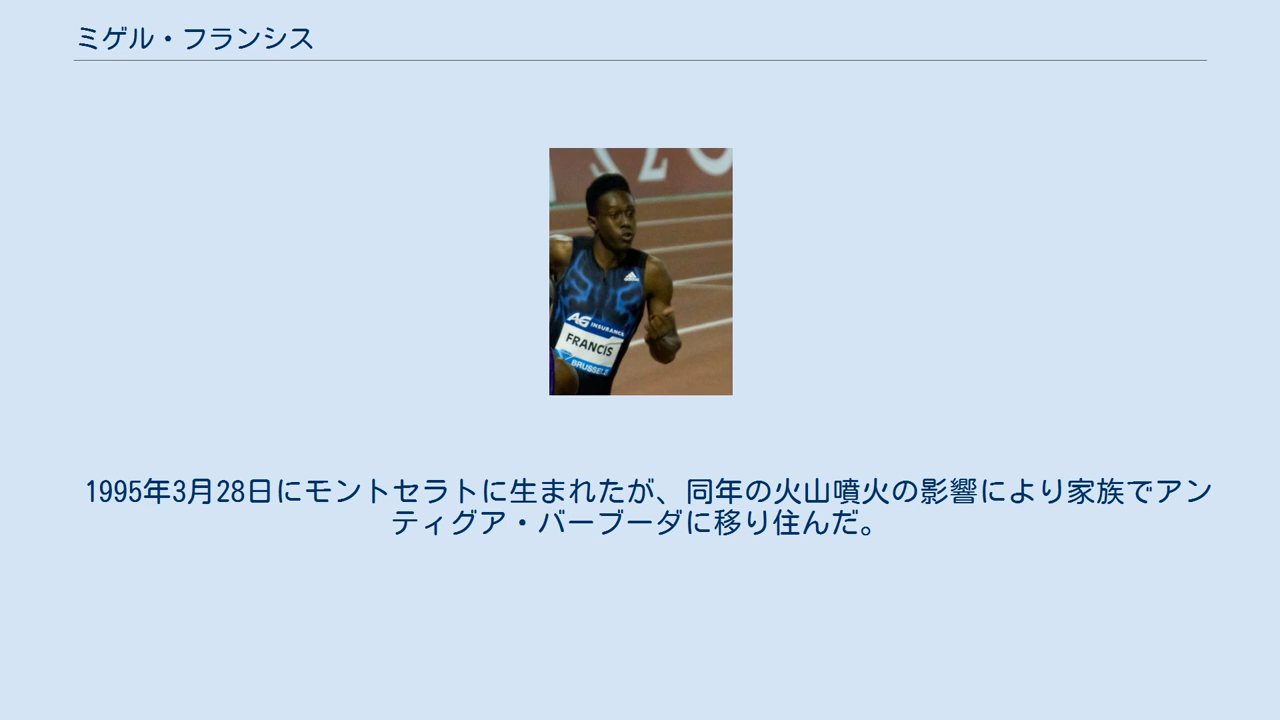 ミゲル・フランシス
AG INSURANCE
FRANCIS
BRUSSELS
1995年3月28日にモントセラトに生まれたが、同年の火山噴火の影響により家族でアン
ティグア・バーブーダに移り住んだ。